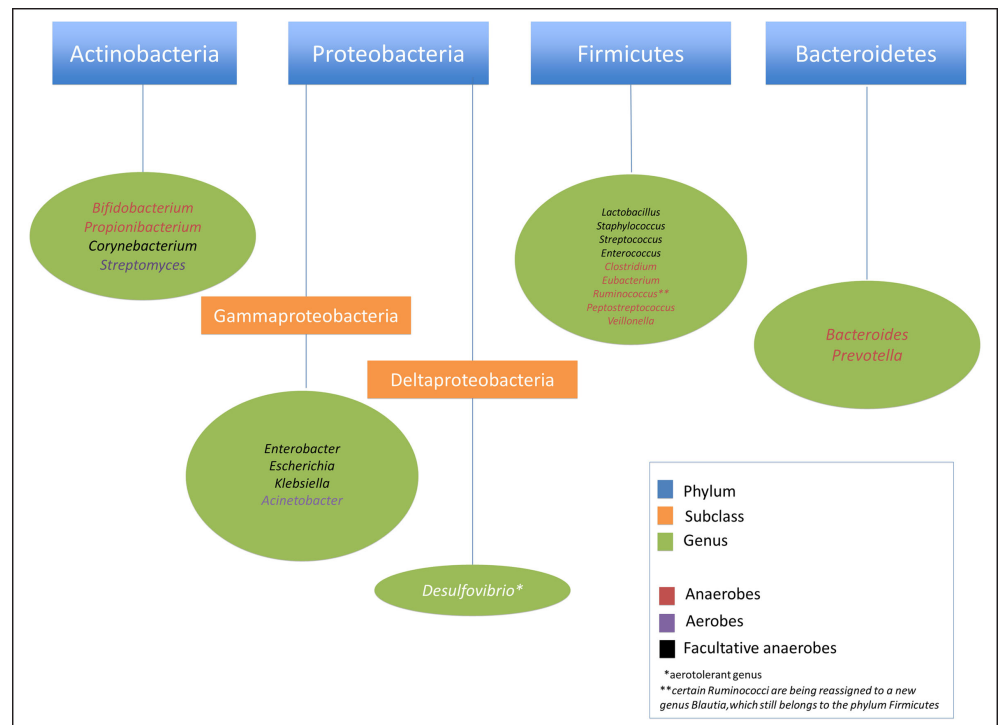 Actinobacteria
Proteobacteria
Firmicutes
Bacteroidetes
Bifidobacterium
Propionibacterium
Corynebacterium
Streptomyces
Lactobacillus
Staphylococcus
Streptococcus
Enterococcus
Clostridium
Eubacterium
Ruminococcus**
Peptostreptococcus
Veillonella
Gammaproteobacteria
Bacteroides
Prevotella
Deltaproteobacteria
Enterobacter
Escherichia
Klebsiella
Acinetobacter
Desulfovibrio*
Phylum
Subclass
Genus
Anaerobes
Aerobes
Facultative anaerobes
*aerotolerant genus
**certain Ruminococci are being reassigned to a new
genus Blautia,which still belongs to the phylum Firmicutes